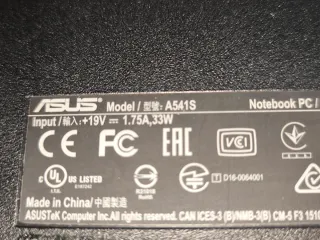 ASUS Model / 型號: A541S Notebook PC /
Input /輸入: +19V ⎓ 1.75A, 33W
CE FC EAC VCI
UL US LISTED
I.T.E. D16-0064001
Made in China/中國製造
ASUSTeK Computer Inc. All rights reserved. CAN ICES-3 (B)/NMB-3(B) CM-5 F3 1510